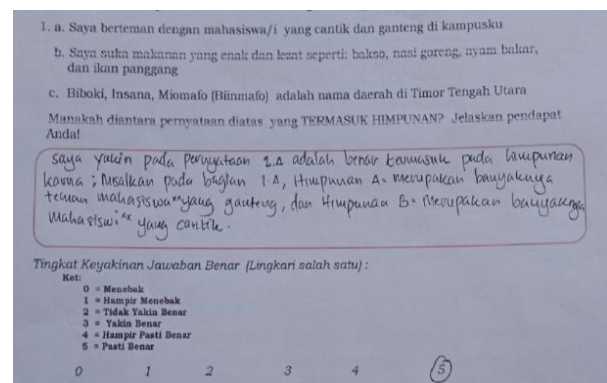 1. a. Saya berteman dengan mahasiswa/i yang cantik dan ganteng di kampusku
b. Saya suka makanan yang enak dan lezat seperti: bakso, nasi goreng, ayam bakar,
dan ikan panggang
c. Biboki, Insana, Miomafo (Biinmafo) adalah nama daerah di Timor Tengah Utara
Manakah diantara pernyataan diatas yang TERMASUK HIMPUNAN? Jelaskan pendapat
Anda!
saya yakin pada pernyataan 1.A adalah benar termasuk pada himpunan
karna ; Misalkan pada bagian 1.A, Himpunan A = merupakan banyaknya
teman mahasiswa yang ganteng, dan Himpunan B = Merupakan banyaknya
mahasiswi yang cantik.
Tingkat Keyakinan Jawaban Benar (Lingkari salah satu) :
Ket:
0 = Menebak
1 = Hampir Menebak
2 = Tidak Yakin Benar
3 = Yakin Benar
4 = Hampir Pasti Benar
5 = Pasti Benar
0 1 2 3 4 5